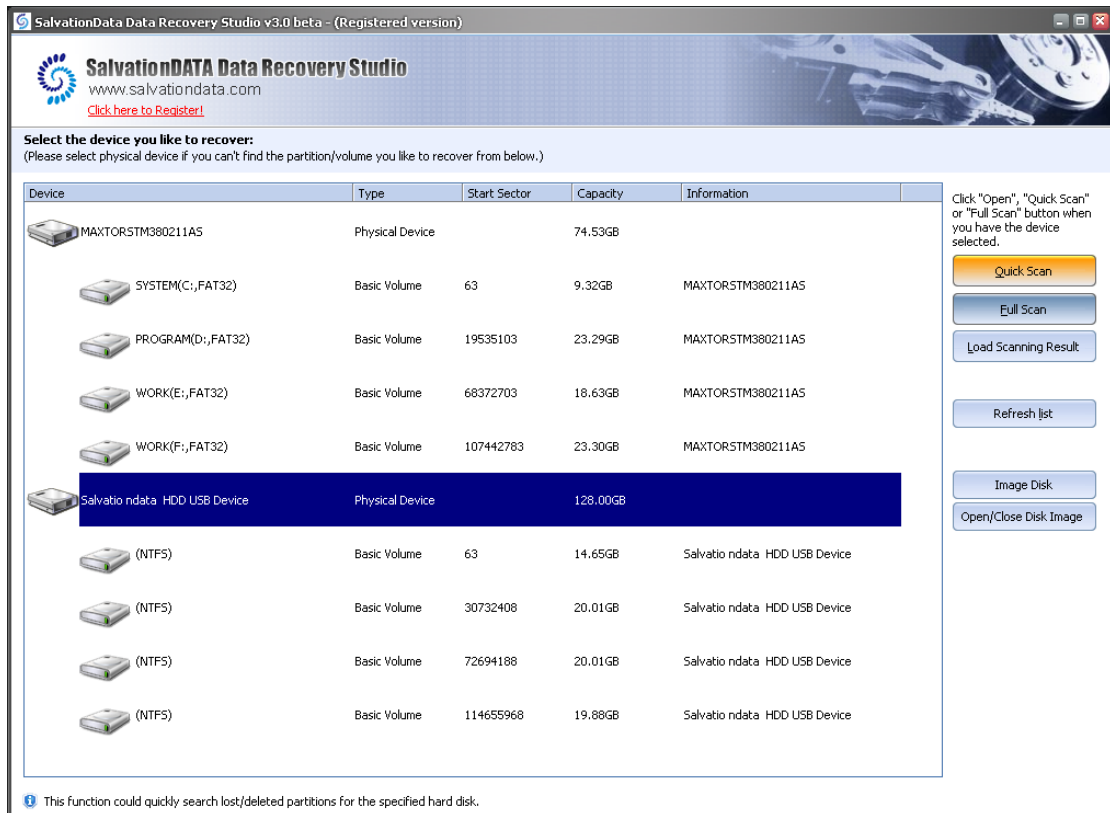 SalvationData Data Recovery Studio v3.0 beta - (Registered version)
SalvationDATA Data Recovery Studio
www.salvationdata.com
Click here to Register!
Select the device you like to recover:
(Please select physical device if you can't find the partition/volume you like to recover from below.)
Device Type Start Sector Capacity Information
MAXTORSTM380211AS Physical Device 74.53GB
SYSTEM(C:,FAT32) Basic Volume 63 9.32GB MAXTORSTM380211AS
PROGRAM(D:,FAT32) Basic Volume 19535103 23.29GB MAXTORSTM380211AS
WORK(E:,FAT32) Basic Volume 68372703 18.63GB MAXTORSTM380211AS
WORK(F:,FAT32) Basic Volume 107442783 23.30GB MAXTORSTM380211AS
Salvatio ndata HDD USB Device Physical Device 128.00GB
(NTFS) Basic Volume 63 14.65GB Salvatio ndata HDD USB Device
(NTFS) Basic Volume 30732408 20.01GB Salvatio ndata HDD USB Device
(NTFS) Basic Volume 72694188 20.01GB Salvatio ndata HDD USB Device
(NTFS) Basic Volume 114655968 19.88GB Salvatio ndata HDD USB Device
Click "Open", "Quick Scan"
or "Full Scan" button when
you have the device
selected.
Quick Scan
Full Scan
Load Scanning Result
Refresh list
Image Disk
Open/Close Disk Image
This function could quickly search lost/deleted partitions for the specified hard disk.